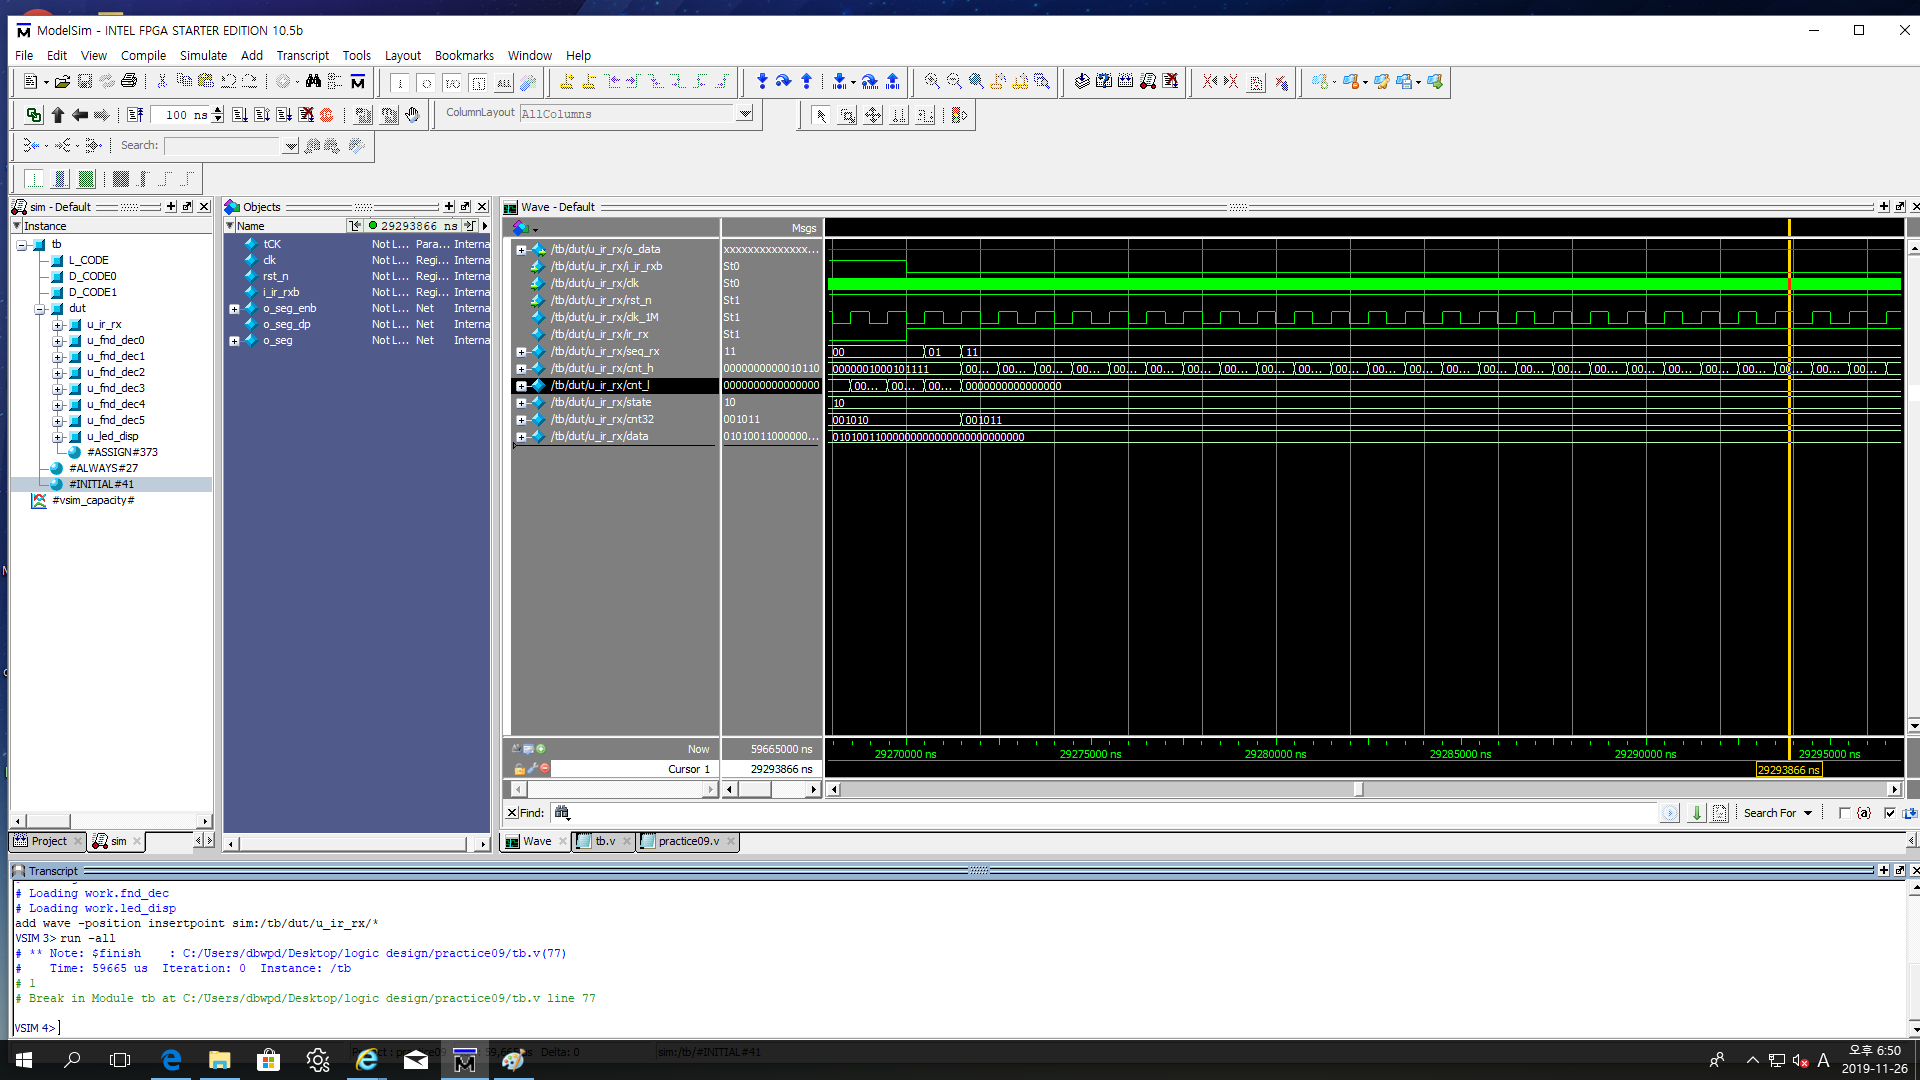 ModelSim - INTEL FPGA STARTER EDITION 10.5b
File Edit View Compile Simulate Add Transcript Tools Layout Bookmarks Window Help
100 ns
ColumnLayout AllColumns
Search:
sim - Default
Instance
tb
L_CODE
D_CODE0
D_CODE1
dut
u_ir_rx
u_fnd_dec0
u_fnd_dec1
u_fnd_dec2
u_fnd_dec3
u_fnd_dec4
u_fnd_dec5
u_led_disp
#ASSIGN#373
#ALWAYS#27
#INITIAL#41
#vsim_capacity#
Project sim
Objects
Name 29293866 ns
tCK Not L... Para... Interna
clk Not L... Regi... Interna
rst_n Not L... Regi... Interna
i_ir_rxb Not L... Regi... Interna
o_seg_enb Not L... Net Interna
o_seg_dp Not L... Net Interna
o_seg Not L... Net Interna
Wave - Default
Msgs
/tb/dut/u_ir_rx/o_data xxxxxxxxxxxxxx...
/tb/dut/u_ir_rx/i_ir_rxb St0
/tb/dut/u_ir_rx/clk St0
/tb/dut/u_ir_rx/rst_n St1
/tb/dut/u_ir_rx/clk_1M St1
/tb/dut/u_ir_rx/ir_rx St1
/tb/dut/u_ir_rx/seq_rx 11 00 01 11
/tb/dut/u_ir_rx/cnt_h 0000000000010110 0000001000101111 00... 00... 00... 00... 00... 00... 00... 00... 00... 00... 00... 00... 00... 00... 00... 00... 00... 00... 00... 00... 00... 00... 00... 00... 00...
/tb/dut/u_ir_rx/cnt_l 0000000000000000 00... 00... 00... 0000000000000000
/tb/dut/u_ir_rx/state 10 10
/tb/dut/u_ir_rx/cnt32 001011 001010 001011
/tb/dut/u_ir_rx/data 01010011000000... 01010011000000000000000000000000
Now 59665000 ns
29270000 ns 29275000 ns 29280000 ns 29285000 ns 29290000 ns 29295000 ns
Cursor 1 29293866 ns
29293866 ns
Find: Search For
Wave tb.v practice09.v
Transcript
# Loading work.fnd_dec
# Loading work.led_disp
add wave -position insertpoint sim:/tb/dut/u_ir_rx/*
VSIM 3> run -all
# ** Note: $finish : C:/Users/dbwpd/Desktop/logic design/practice09/tb.v(77)
# Time: 59665 us Iteration: 0 Instance: /tb
# 1
# Break in Module tb at C:/Users/dbwpd/Desktop/logic design/practice09/tb.v line 77
VSIM 4>
Delta: 0 sim:/tb/#INITIAL#41
A
오후 6:50
2019-11-26